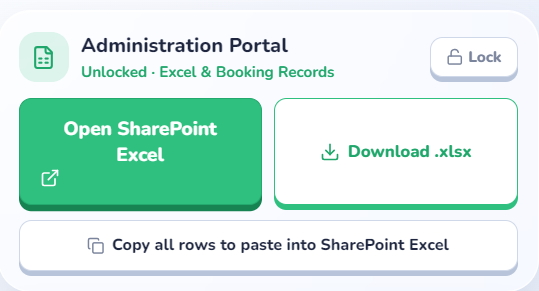 Administration Portal
Unlocked · Excel & Booking Records
Lock
Open SharePoint
Excel
Download .xlsx
Copy all rows to paste into SharePoint Excel